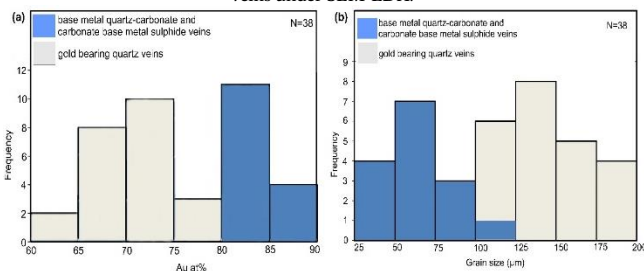 (a)
base metal quartz-carbonate and
carbonate base metal sulphide veins
gold bearing quartz veins
N=38
Frequency
12
10
8
6
4
2
0
60 65 70 75 80 85 90
Au at%
(b)
base metal quartz-carbonate and
carbonate base metal sulphide veins
gold bearing quartz veins
N=38
Frequency
9
8
7
6
5
4
3
2
1
0
25 50 75 100 125 150 175 200
Grain size (µm)